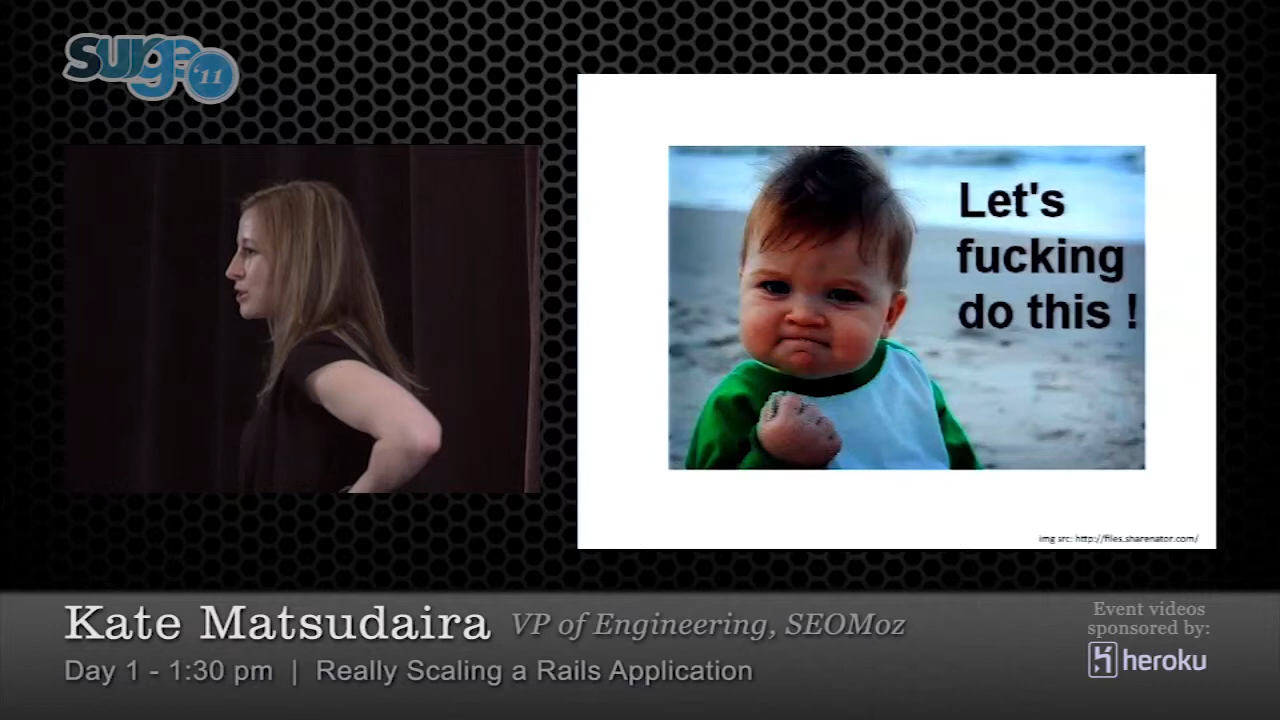 surge '11
Let's
fucking
do this !
img src: http://files.sharenator.com/
Kate Matsudaira VP of Engineering, SEOMoz
Day 1 - 1:30 pm | Really Scaling a Rails Application
Event videos
sponsored by:
heroku